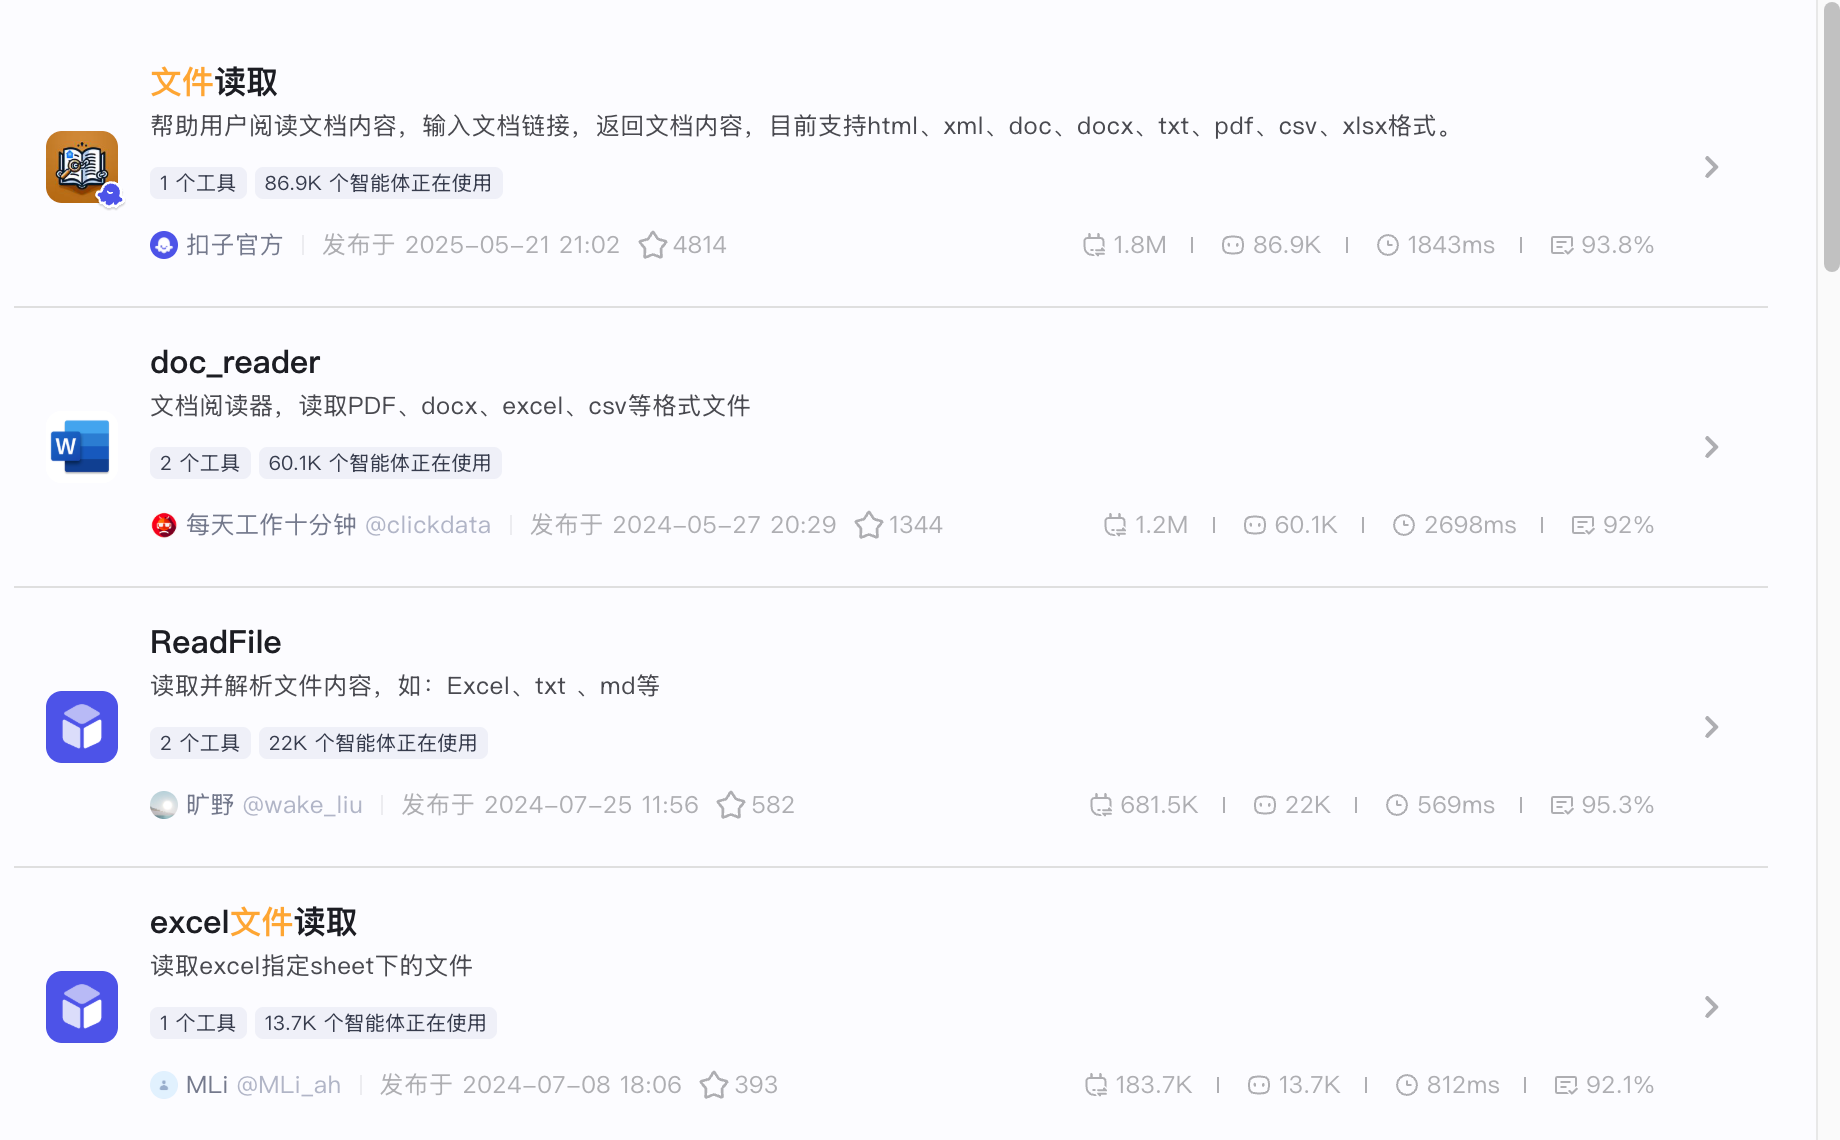 文件读取
帮助用户阅读文档内容，输入文档链接，返回文档内容，目前支持html、xml、doc、docx、txt、pdf、csv、xlsx格式。
1 个工具 86.9K 个智能体正在使用
扣子官方 发布于 2025-05-21 21:02 4814 1.8M 86.9K 1843ms 93.8%
doc_reader
文档阅读器，读取PDF、docx、excel、csv等格式文件
W
2 个工具 60.1K 个智能体正在使用
每天工作十分钟 @clickdata 发布于 2024-05-27 20:29 1344 1.2M 60.1K 2698ms 92%
ReadFile
读取并解析文件内容，如：Excel、txt 、md等
2 个工具 22K 个智能体正在使用
旷野 @wake_liu 发布于 2024-07-25 11:56 582 681.5K 22K 569ms 95.3%
excel文件读取
读取excel指定sheet下的文件
1 个工具 13.7K 个智能体正在使用
MLi @MLi_ah 发布于 2024-07-08 18:06 393 183.7K 13.7K 812ms 92.1%